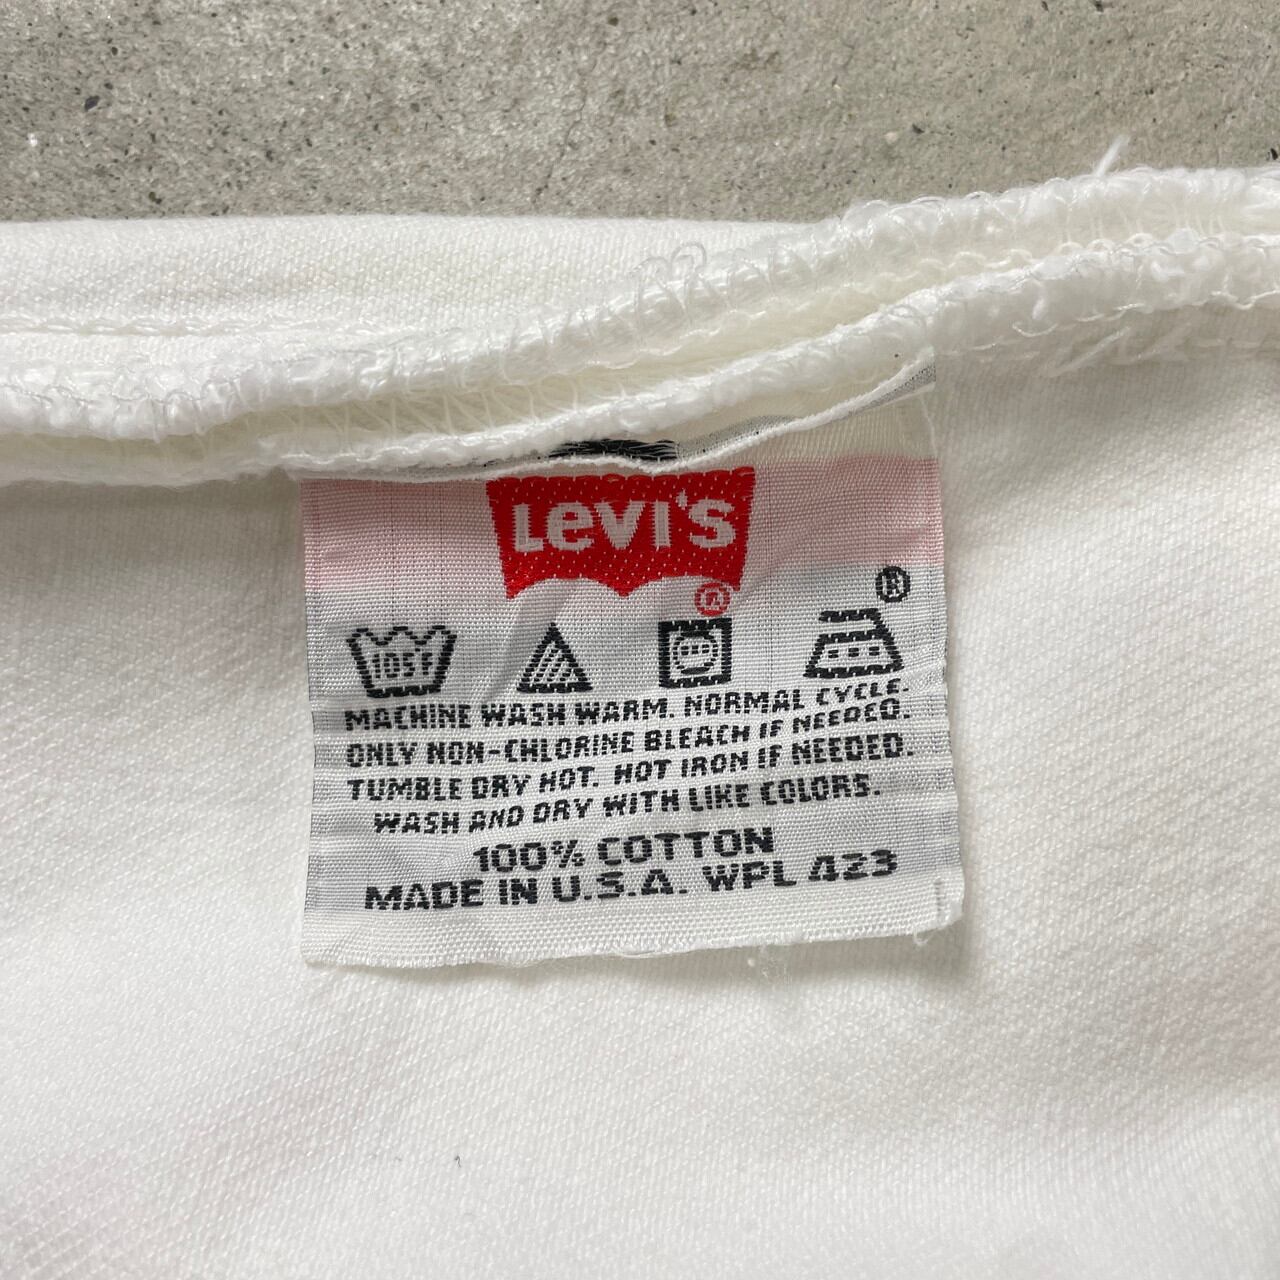 Levi's
®
®
105F
MACHINE WASH WARM. NORMAL CYCLE.
ONLY NON-CHLORINE BLEACH IF NEEDED.
TUMBLE DRY HOT. HOT IRON IF NEEDED.
WASH AND DRY WITH LIKE COLORS.
100% COTTON
MADE IN U.S.A. WPL 423